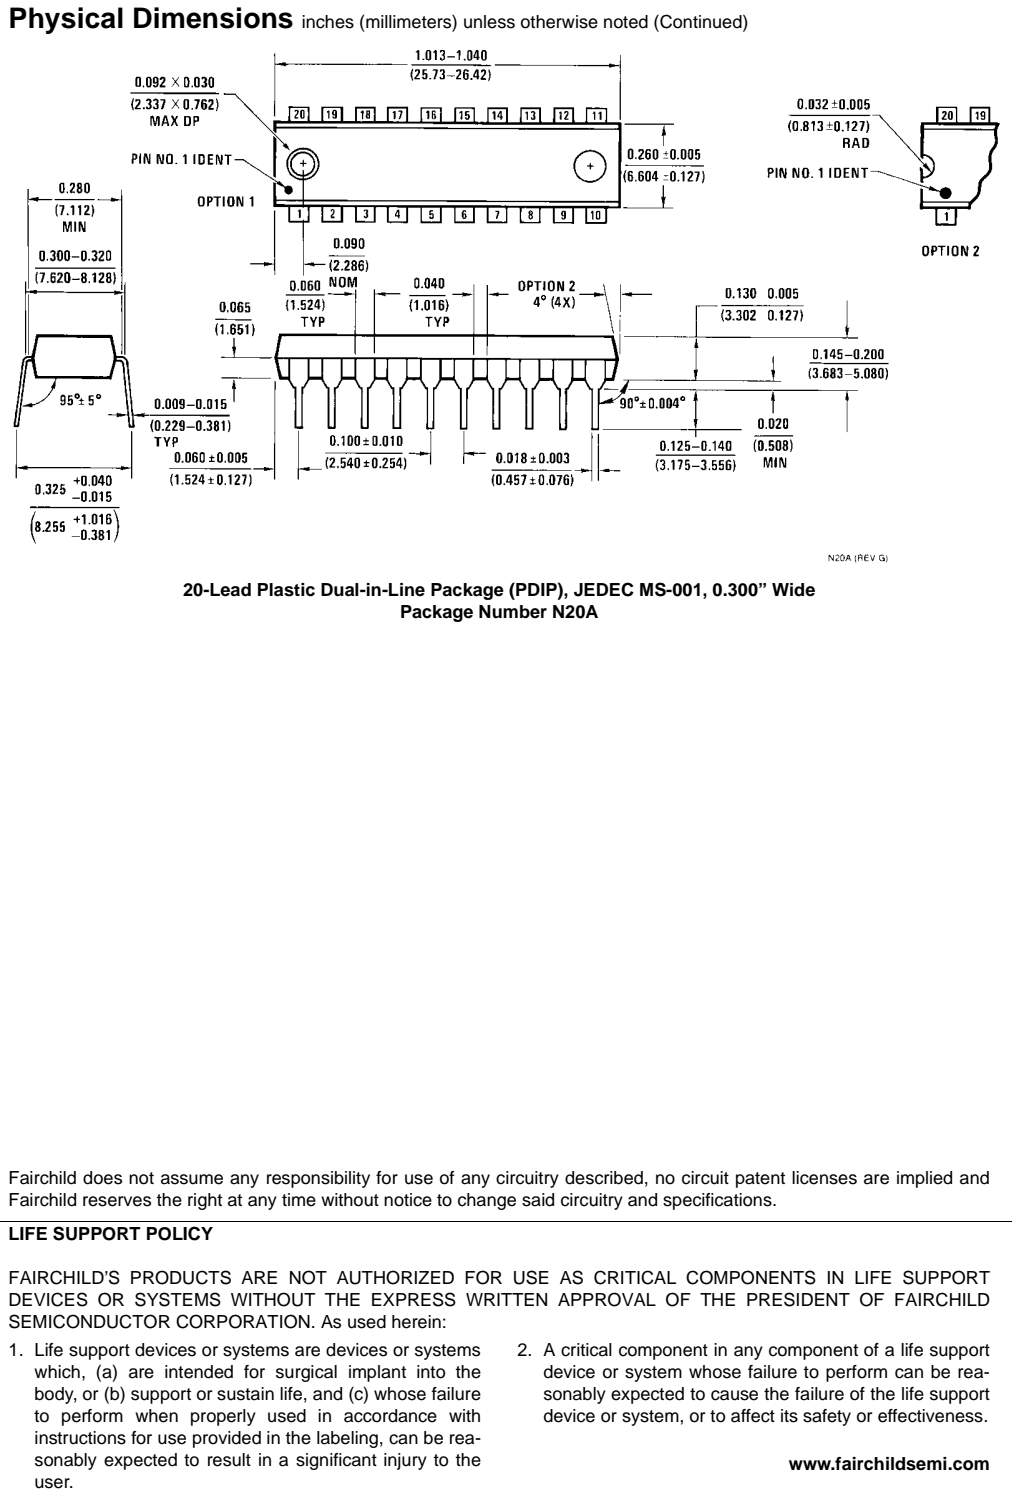 Physical Dimensions inches (millimeters) unless otherwise noted (Continued)
1.013–1.040
(25.73–26.42)
0.092 × 0.030
(2.337 × 0.762)
MAX DP
PIN NO. 1 IDENT
OPTION 1
20 19 18 17 16 15 14 13 12 11
1 2 3 4 5 6 7 8 9 10
0.260 ±0.005
(6.604 ±0.127)
0.032 ±0.005
(0.813 ±0.127)
RAD
PIN NO. 1 IDENT
20 19
1
OPTION 2
0.280
(7.112)
MIN
0.300–0.320
(7.620–8.128)
0.090
(2.286)
NOM
0.060
(1.524)
TYP
0.040
(1.016)
TYP
OPTION 2
4° (4X)
0.065
(1.651)
0.130 0.005
(3.302 0.127)
0.145–0.200
(3.683–5.080)
95° ± 5°
0.009–0.015
(0.229–0.381)
TYP
90° ± 0.004°
0.020
(0.508)
MIN
0.125–0.140
(3.175–3.556)
0.100 ± 0.010
(2.540 ± 0.254)
0.060 ± 0.005
(1.524 ± 0.127)
0.018 ± 0.003
(0.457 ± 0.076)
0.325 +0.040 –0.015
(8.255 +1.016 –0.381)
N20A (REV G)
20-Lead Plastic Dual-in-Line Package (PDIP), JEDEC MS-001, 0.300” Wide
Package Number N20A
Fairchild does not assume any responsibility for use of any circuitry described, no circuit patent licenses are implied and
Fairchild reserves the right at any time without notice to change said circuitry and specifications.
LIFE SUPPORT POLICY
FAIRCHILD’S PRODUCTS ARE NOT AUTHORIZED FOR USE AS CRITICAL COMPONENTS IN LIFE SUPPORT
DEVICES OR SYSTEMS WITHOUT THE EXPRESS WRITTEN APPROVAL OF THE PRESIDENT OF FAIRCHILD
SEMICONDUCTOR CORPORATION. As used herein:
1. Life support devices or systems are devices or systems
which, (a) are intended for surgical implant into the
body, or (b) support or sustain life, and (c) whose failure
to perform when properly used in accordance with
instructions for use provided in the labeling, can be rea-
sonably expected to result in a significant injury to the
user.
2. A critical component in any component of a life support
device or system whose failure to perform can be rea-
sonably expected to cause the failure of the life support
device or system, or to affect its safety or effectiveness.
www.fairchildsemi.com